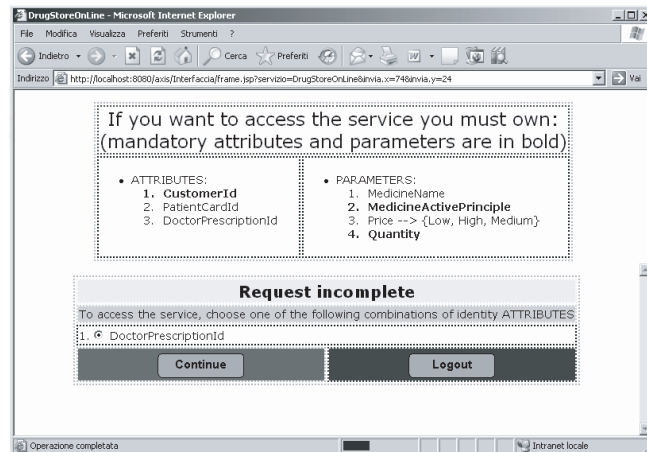 DrugStoreOnLine - Microsoft Internet Explorer
File Modifica Visualizza Preferiti Strumenti ?
Indietro Cerca Preferiti
Indirizzo http://localhost:8080/axis/Interfaccia/frame.jsp?servizio=DrugStoreOnLine&invia.x=74&invia.y=24 Vai
If you want to access the service you must own:
(mandatory attributes and parameters are in bold)
• ATTRIBUTES:
1. CustomerId
2. PatientCardId
3. DoctorPrescriptionId
• PARAMETERS:
1. MedicineName
2. MedicineActivePrinciple
3. Price --> {Low, High, Medium}
4. Quantity
Request incomplete
To access the service, choose one of the following combinations of identity ATTRIBUTES
1. DoctorPrescriptionId
Continue Logout
Operazione completata Intranet locale